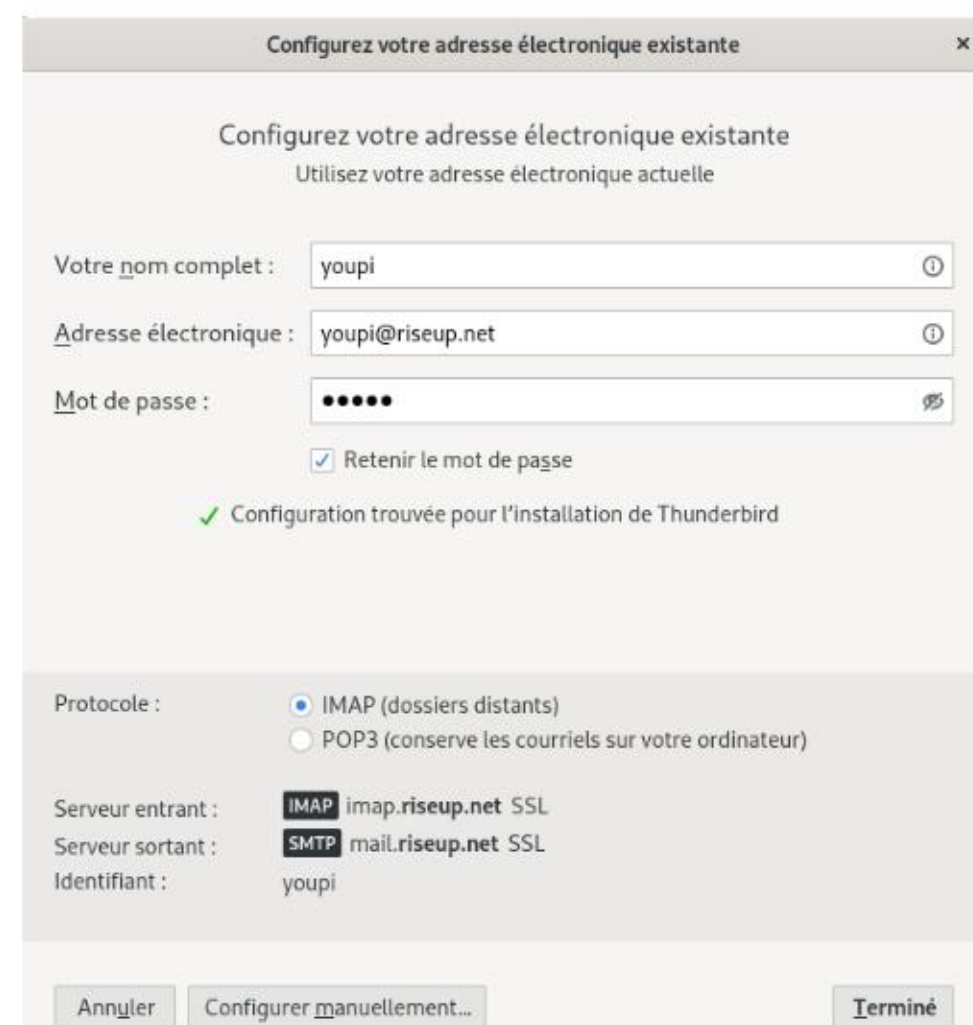 Configurez votre adresse électronique existante ×
Configurez votre adresse électronique existante
Utilisez votre adresse électronique actuelle
Votre nom complet : youpi
Adresse électronique : youpi@riseup.net
Mot de passe : •••••
Retenir le mot de passe
Configuration trouvée pour l'installation de Thunderbird
Protocole : IMAP (dossiers distants)
POP3 (conserve les courriels sur votre ordinateur)
Serveur entrant : IMAP imap.riseup.net SSL
Serveur sortant : SMTP mail.riseup.net SSL
Identifiant : youpi
Annuler Configurer manuellement... Terminé